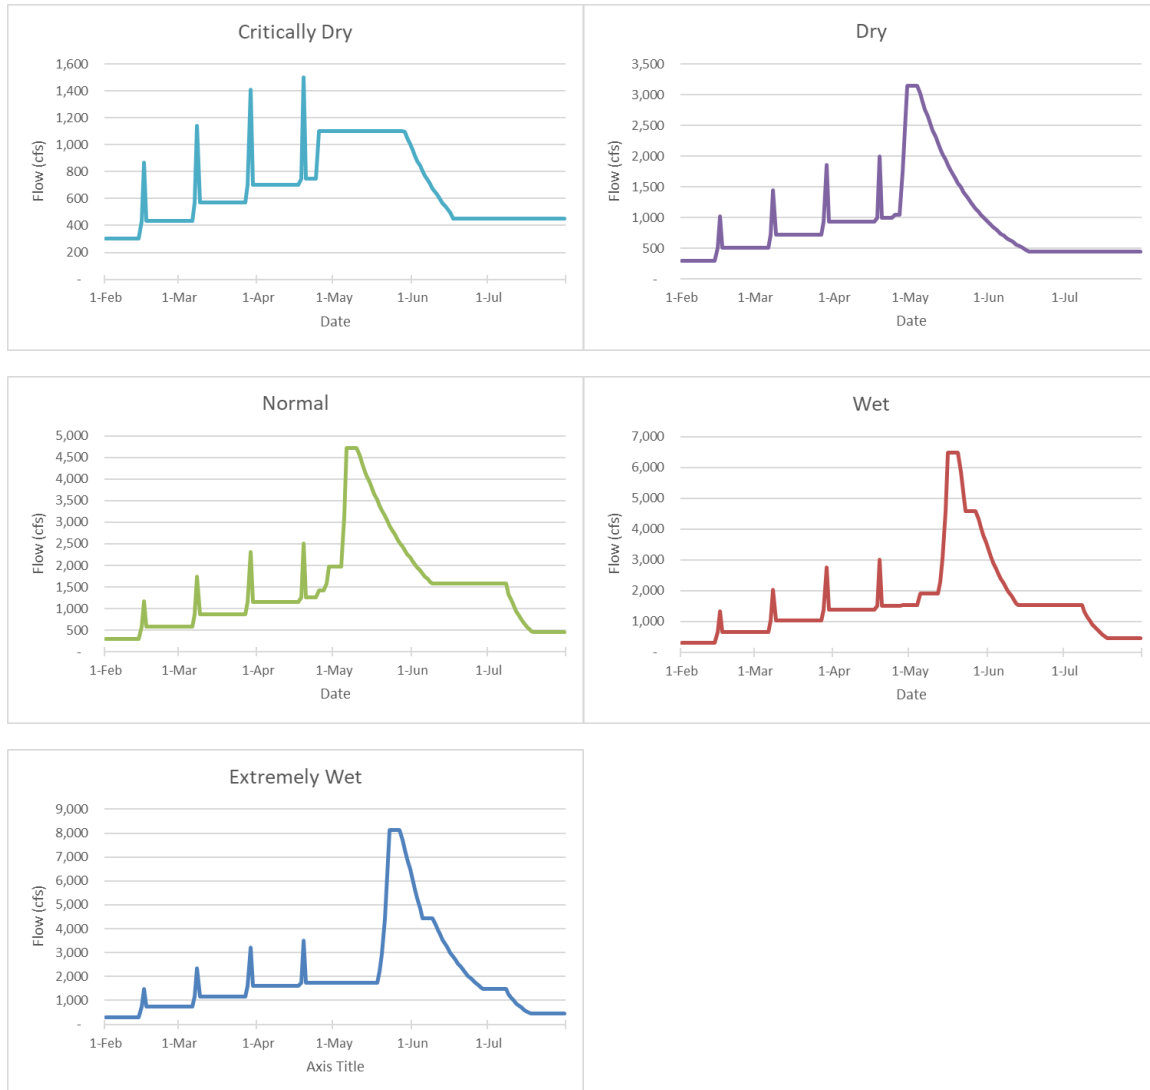 Critically Dry
1,600
1,400
1,200
1,000
800
600
400
200
-
Flow (cfs)
1-Feb 1-Mar 1-Apr 1-May 1-Jun 1-Jul
Date
Dry
3,500
3,000
2,500
2,000
1,500
1,000
500
-
Flow (cfs)
1-Feb 1-Mar 1-Apr 1-May 1-Jun 1-Jul
Date
Normal
5,000
4,500
4,000
3,500
3,000
2,500
2,000
1,500
1,000
500
-
Flow (cfs)
1-Feb 1-Mar 1-Apr 1-May 1-Jun 1-Jul
Date
Wet
7,000
6,000
5,000
4,000
3,000
2,000
1,000
-
Flow (cfs)
1-Feb 1-Mar 1-Apr 1-May 1-Jun 1-Jul
Date
Extremely Wet
9,000
8,000
7,000
6,000
5,000
4,000
3,000
2,000
1,000
-
Flow (cfs)
1-Feb 1-Mar 1-Apr 1-May 1-Jun 1-Jul
Axis Title